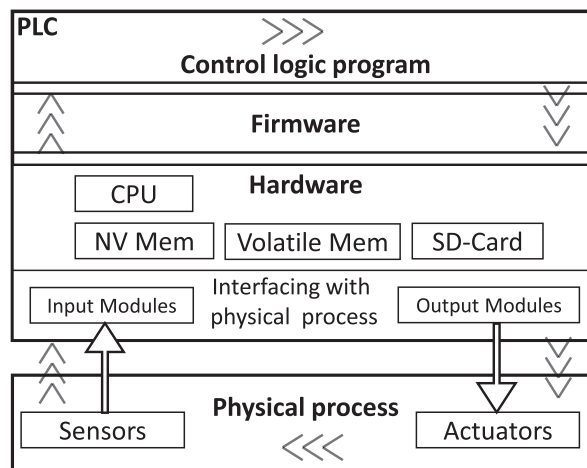 PLC
Control logic program
Firmware
Hardware
CPU
NV Mem
Volatile Mem
SD-Card
Input Modules
Interfacing with
physical process
Output Modules
Physical process
Sensors
Actuators